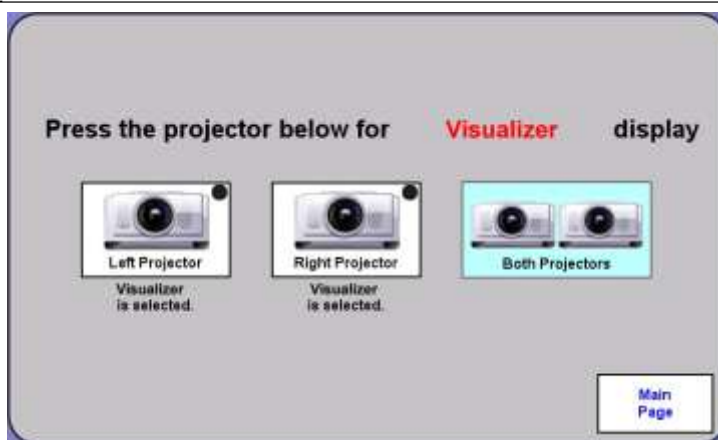 Press the projector below for Visualizer display
Left Projector
Right Projector
Both Projectors
Visualizer
is selected.
Visualizer
is selected.
Main
Page